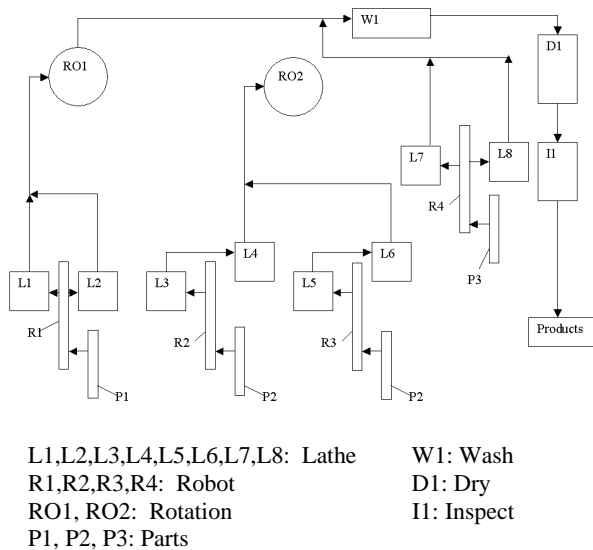 W1
D1
RO1
RO2
L7
L8
I1
R4
L4
L6
P3
L1
L2
L3
L5
R1
R2
R3
Products
P1
P2
P2
L1,L2,L3,L4,L5,L6,L7,L8: Lathe
W1: Wash
R1,R2,R3,R4: Robot
D1: Dry
RO1, RO2: Rotation
I1: Inspect
P1, P2, P3: Parts